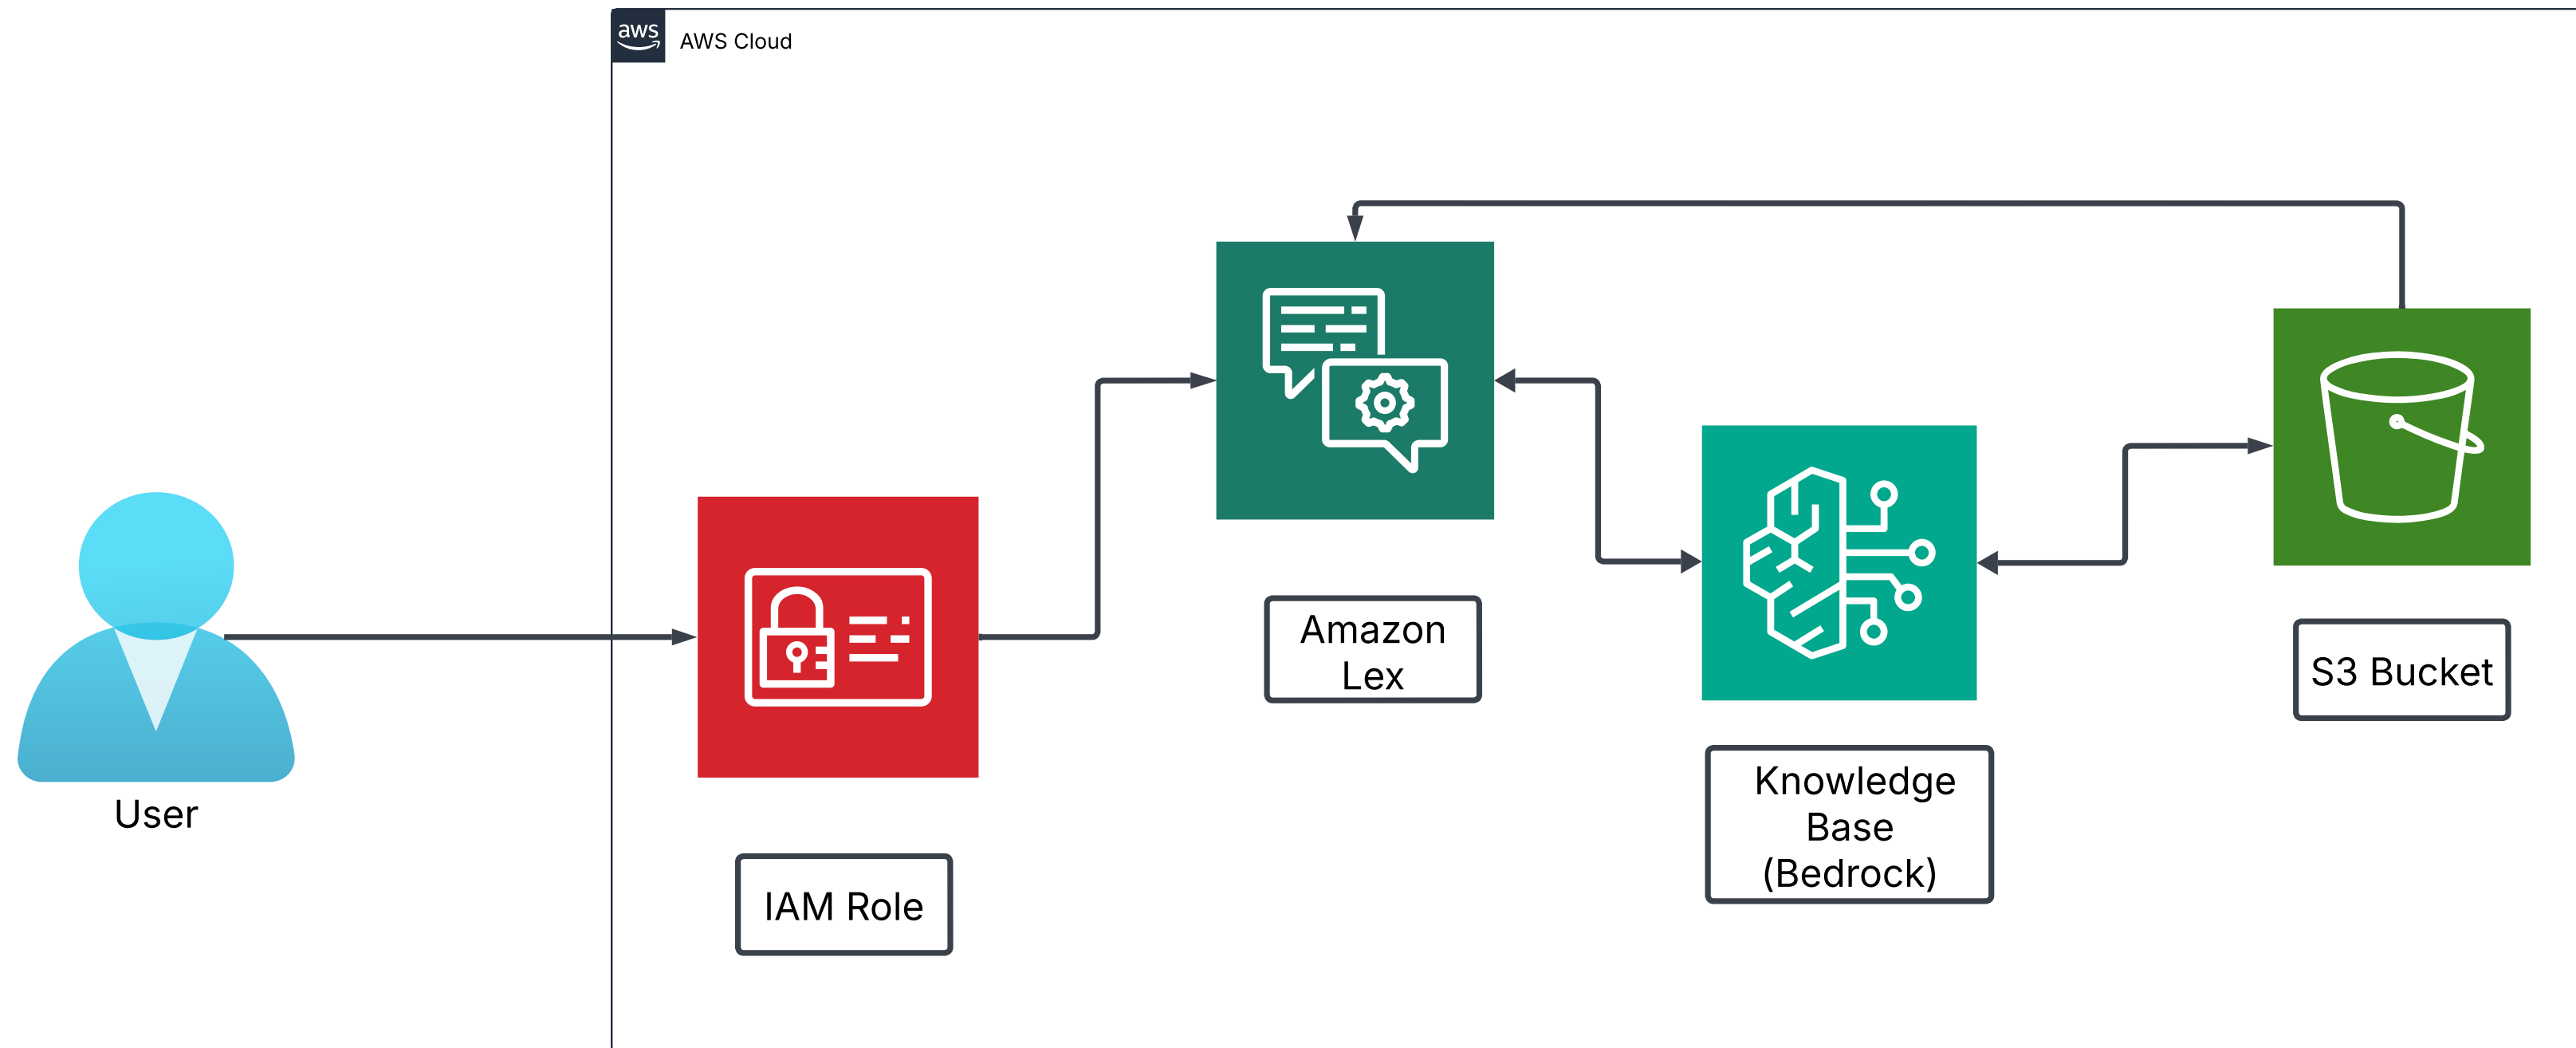 aws
AWS Cloud
User
IAM Role
Amazon
Lex
Knowledge
Base
(Bedrock)
S3 Bucket